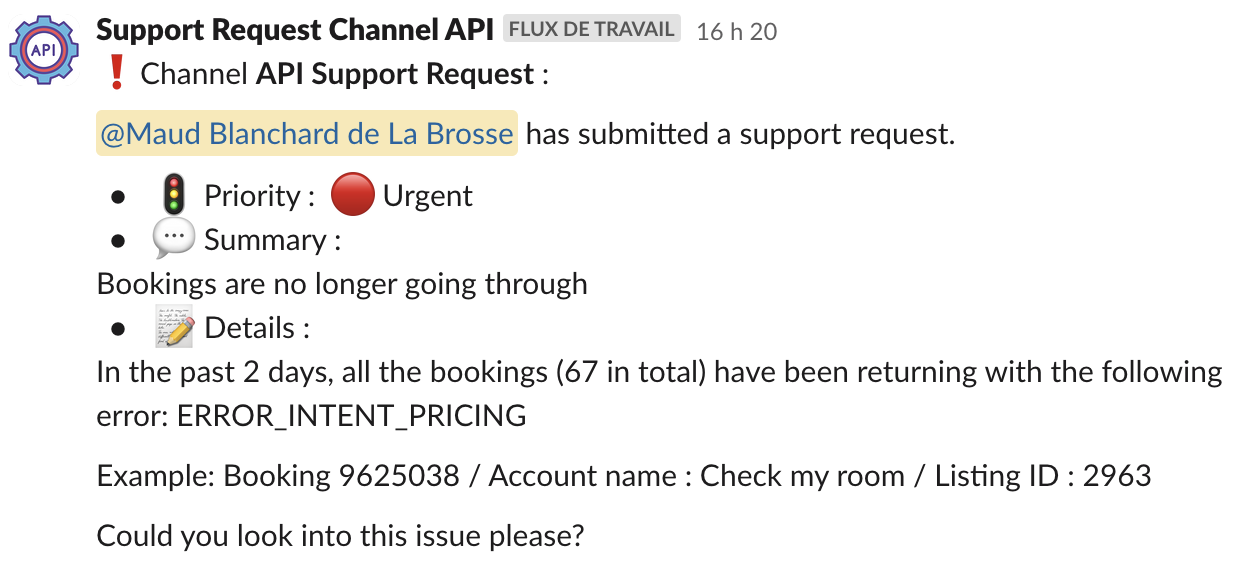 API
Support Request Channel API FLUX DE TRAVAIL 16 h 20
❗ Channel API Support Request :
@Maud Blanchard de La Brosse has submitted a support request.
• 🚦 Priority : 🔴 Urgent
• 💬 Summary :
Bookings are no longer going through
• 📝 Details :
In the past 2 days, all the bookings (67 in total) have been returning with the following
error: ERROR_INTENT_PRICING
Example: Booking 9625038 / Account name : Check my room / Listing ID : 2963
Could you look into this issue please?